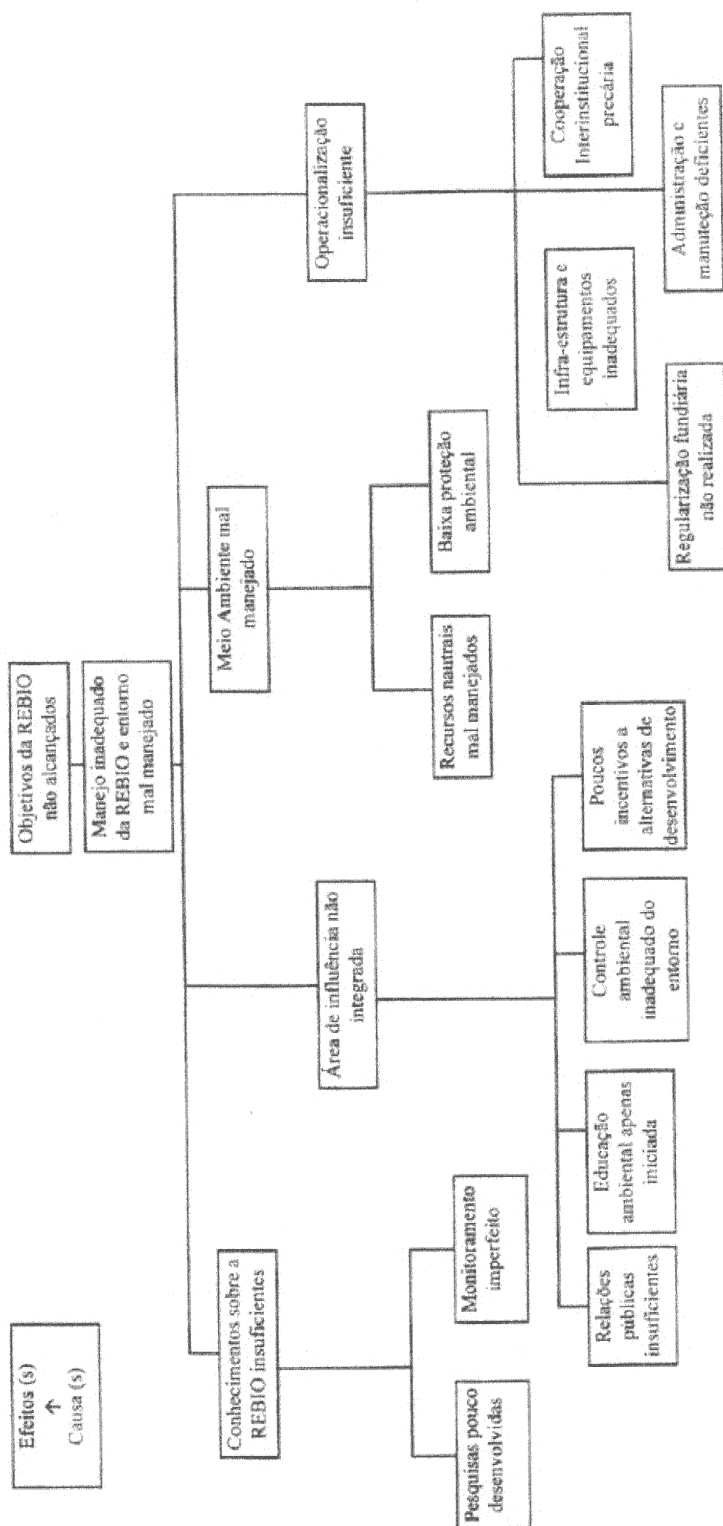 Efeitos (s)
↑
Causa (s)
Objetivos da REBIO
não alcançados
Manejo inadequado
da REBIO e entorno
mal manejado
Conhecimentos sobre a
REBIO insuficientes
Área de influência não
integrada
Meio Ambiente mal
manejado
Operacionalização
insuficiente
Pesquisas pouco
desenvolvidas
Monitoramento
imperfeito
Relações
públicas
insuficientes
Educação
ambiental apenas
iniciada
Controle
ambiental
inadequado do
entorno
Poucos
incentivos a
alternativas de
desenvolvimento
Recursos nautrais
mal manejados
Baixa proteção
ambiental
Regularização fundiária
não realizada
Infra-estrutura e
equipamentos
inadequados
Administração e
manuteção deficientes
Cooperação
Interinstitucional
precária